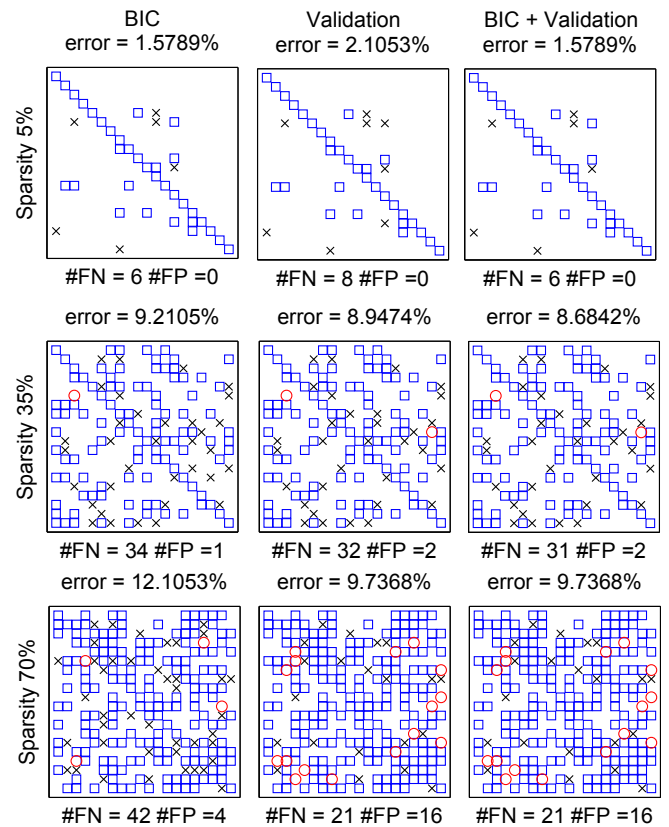 BIC Validation BIC + Validation
error = 1.5789% error = 2.1053% error = 1.5789%
Sparsity 5%
#FN = 6 #FP =0 #FN = 8 #FP =0 #FN = 6 #FP =0
error = 9.2105% error = 8.9474% error = 8.6842%
Sparsity 35%
#FN = 34 #FP =1 #FN = 32 #FP =2 #FN = 31 #FP =2
error = 12.1053% error = 9.7368% error = 9.7368%
Sparsity 70%
#FN = 42 #FP =4 #FN = 21 #FP =16 #FN = 21 #FP =16